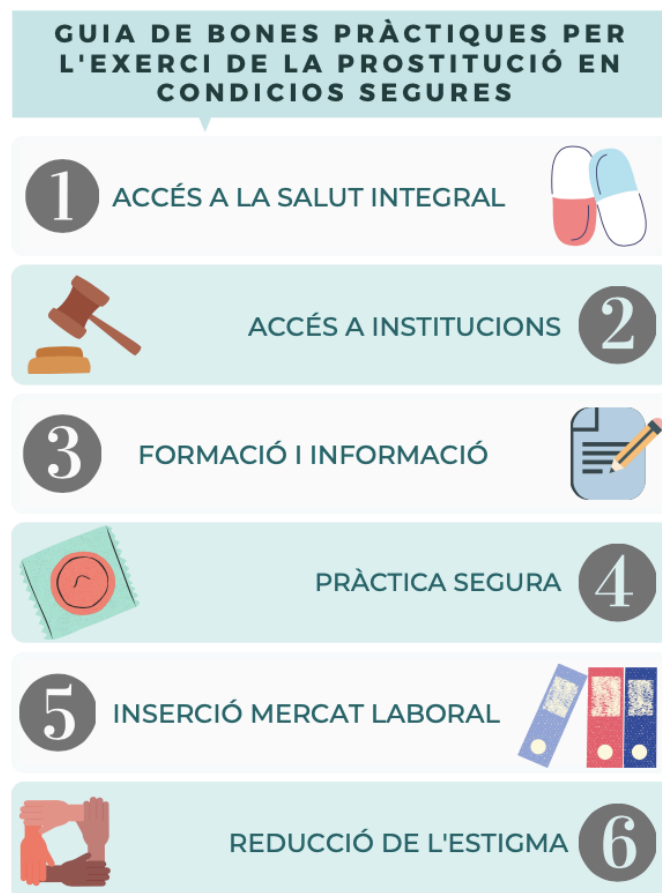 GUIA DE BONES PRÀCTIQUES PER
L'EXERCI DE LA PROSTITUCIÓ EN
CONDICIOS SEGURES
1 ACCÉS A LA SALUT INTEGRAL
ACCÉS A INSTITUCIONS 2
3 FORMACIÓ I INFORMACIÓ
PRÀCTICA SEGURA 4
5 INSERCIÓ MERCAT LABORAL
REDUCCIÓ DE L'ESTIGMA 6